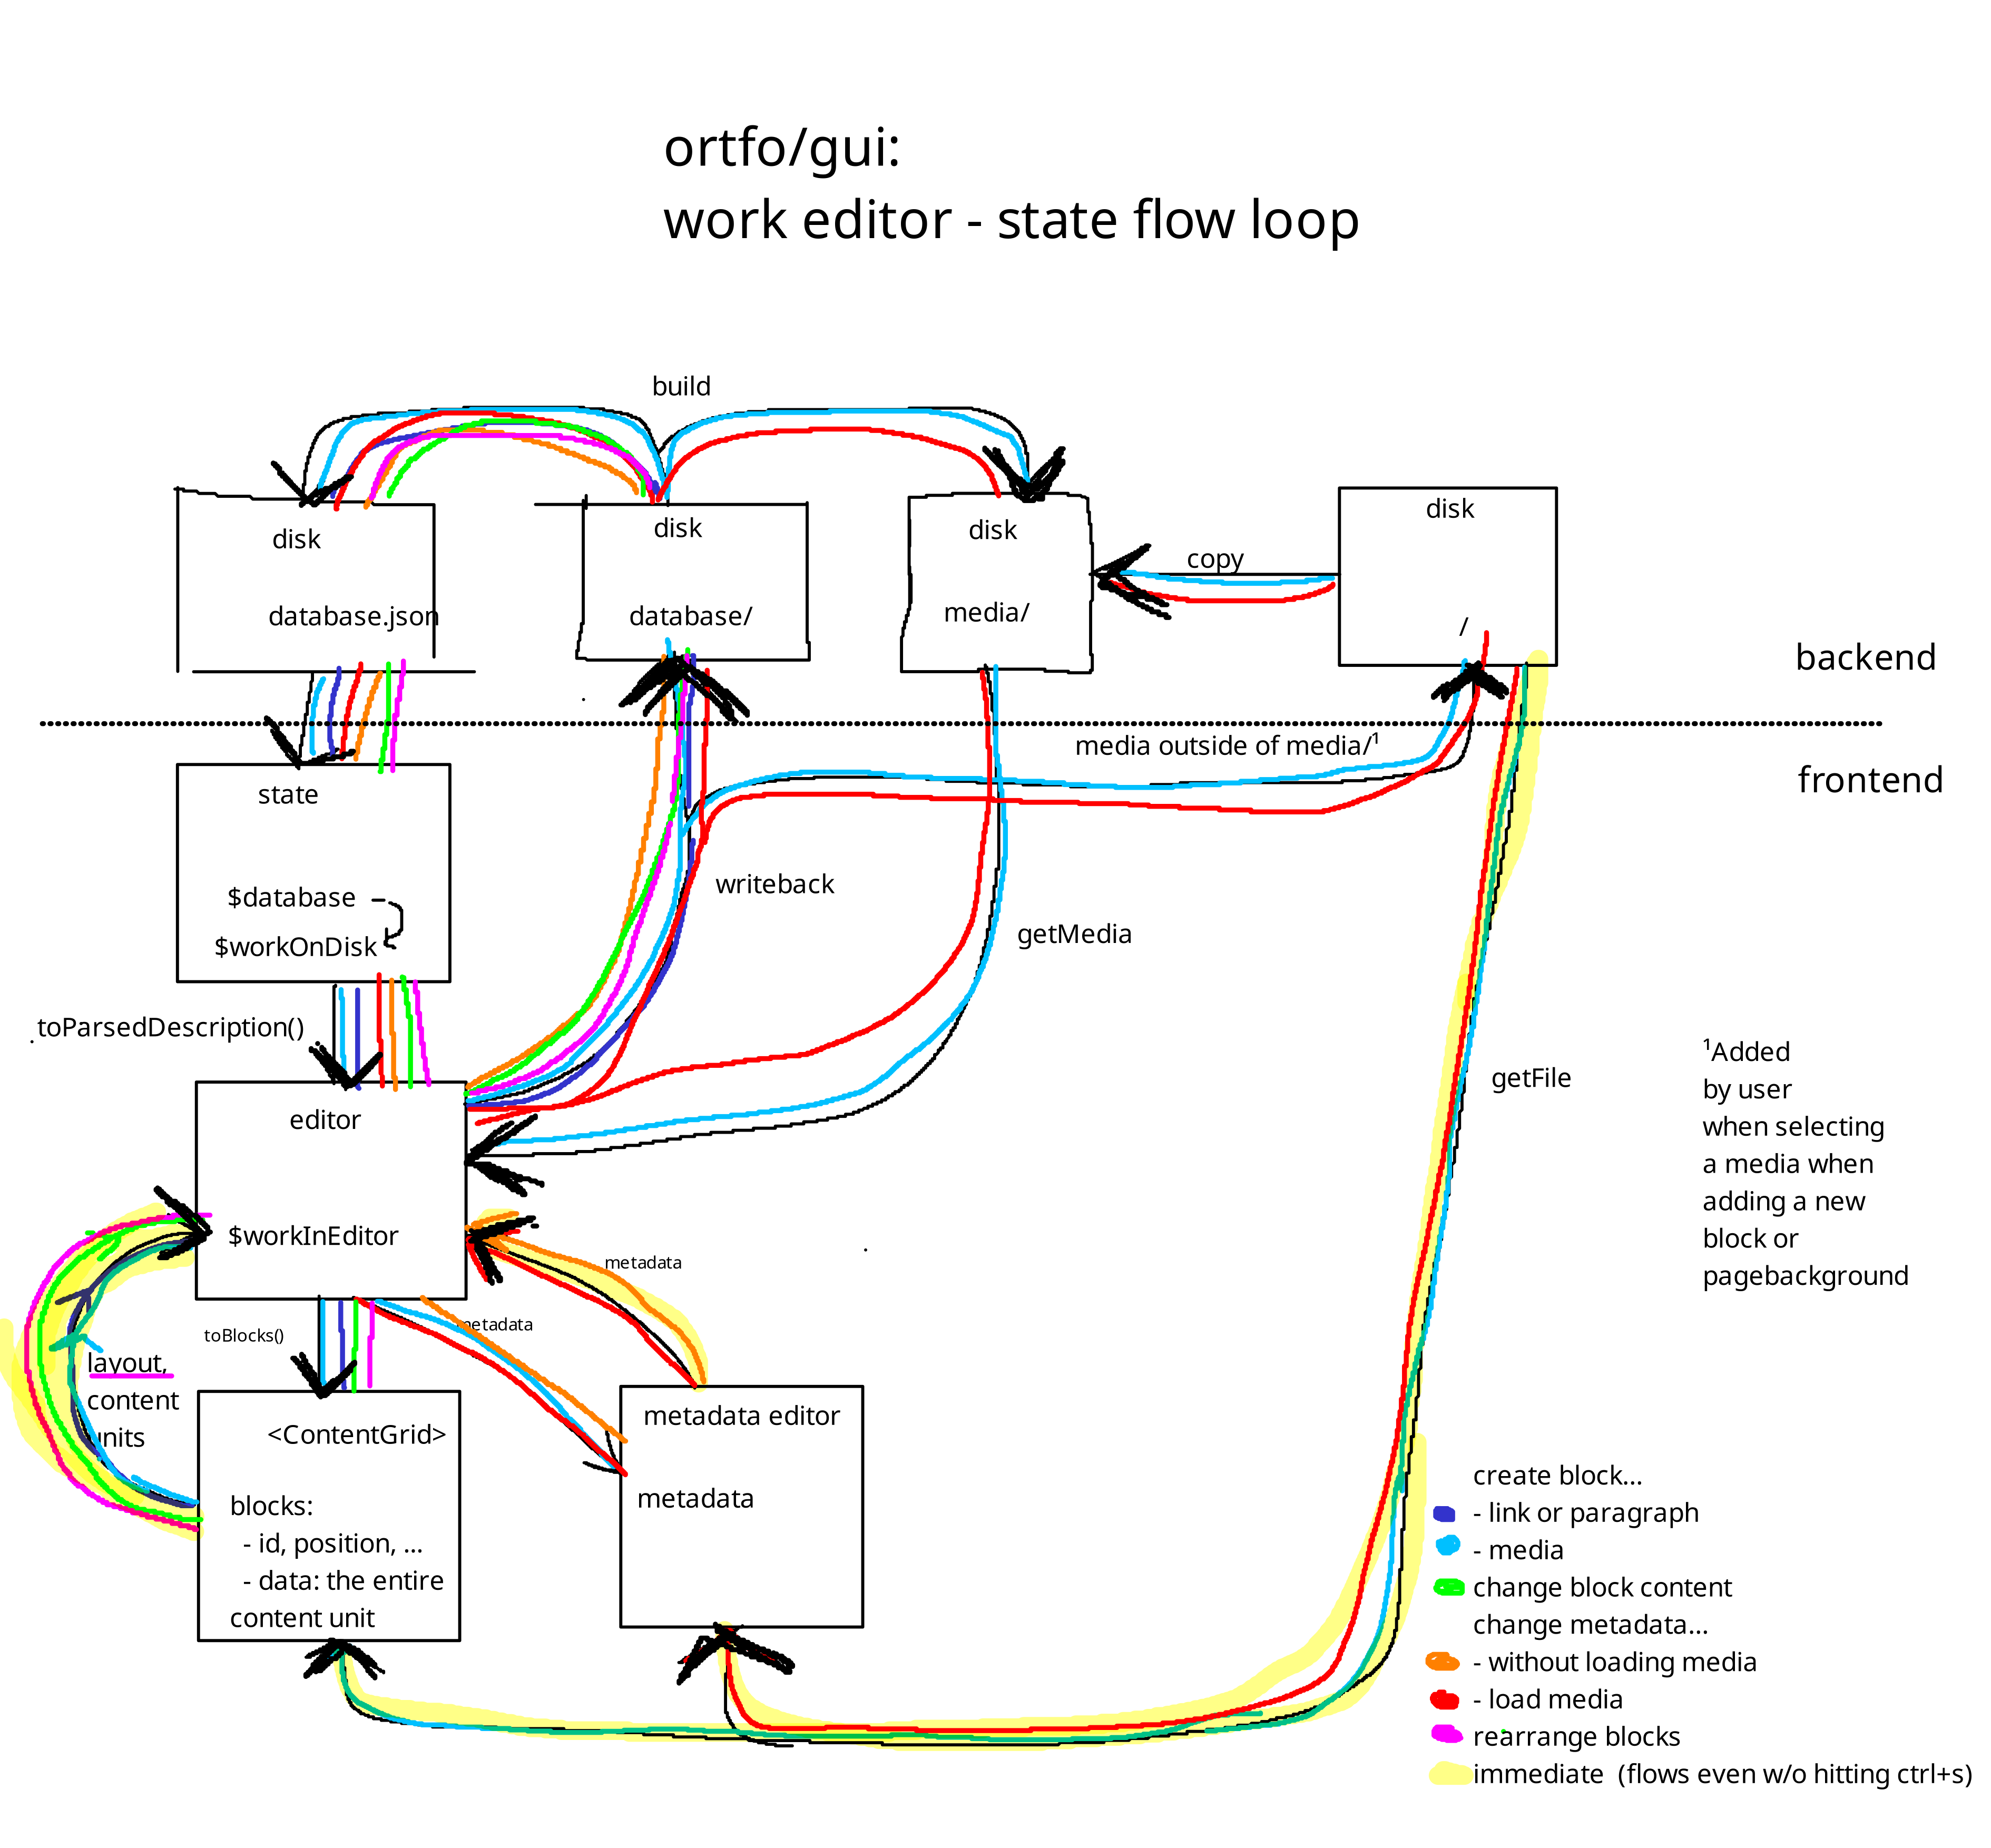 ortfo/gui:
work editor - state flow loop
build
disk
database.json
disk
database/
disk
media/
copy
disk
/
backend
frontend
media outside of media/¹
state
$database
$workOnDisk
writeback
getMedia
toParsedDescription()
getFile
editor
$workInEditor
metadata
metadata
toBlocks()
layout,
content
units
<ContentGrid>
blocks:
- id, position, ...
- data: the entire
content unit
metadata editor
metadata
¹Added
by user
when selecting
a media when
adding a new
block or
pagebackground
create block...
- link or paragraph
- media
change block content
change metadata...
- without loading media
- load media
rearrange blocks
immediate (flows even w/o hitting ctrl+s)